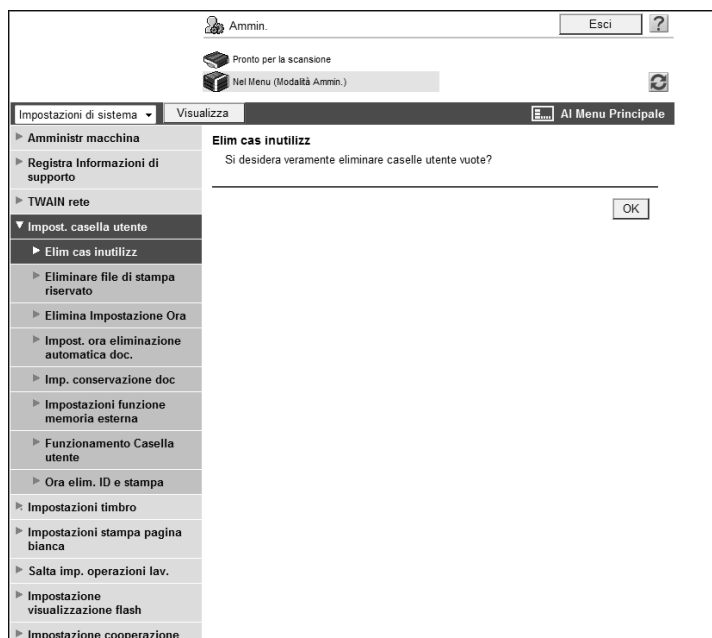 Ammin.
Esci
?
Pronto per la scansione
Nel Menu (Modalità Ammin.)
Impostazioni di sistema
Visualizza
Al Menu Principale
Amministr macchina
Registra Informazioni di
supporto
TWAIN rete
Impost. casella utente
Elim cas inutilizz
Eliminare file di stampa
riservato
Elimina Impostazione Ora
Impost. ora eliminazione
automatica doc.
Imp. conservazione doc
Impostazioni funzione
memoria esterna
Funzionamento Casella
utente
Ora elim. ID e stampa
Impostazioni timbro
Impostazioni stampa pagina
bianca
Salta imp. operazioni lav.
Impostazione
visualizzazione flash
Impostazione cooperazione
Elim cas inutilizz
Si desidera veramente eliminare caselle utente vuote?
OK